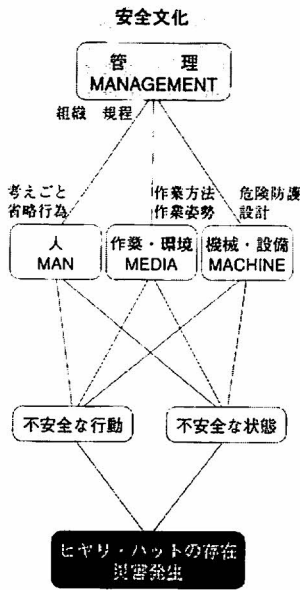 安全文化
管 理
MANAGEMENT
組織 規程
考えごと
省略行為
作業方法
作業姿勢
危険防護
設計
人
MAN
作業・環境
MEDIA
機械・設備
MACHINE
不安全な行動
不安全な状態
ヒヤリ・ハットの存在
災害発生